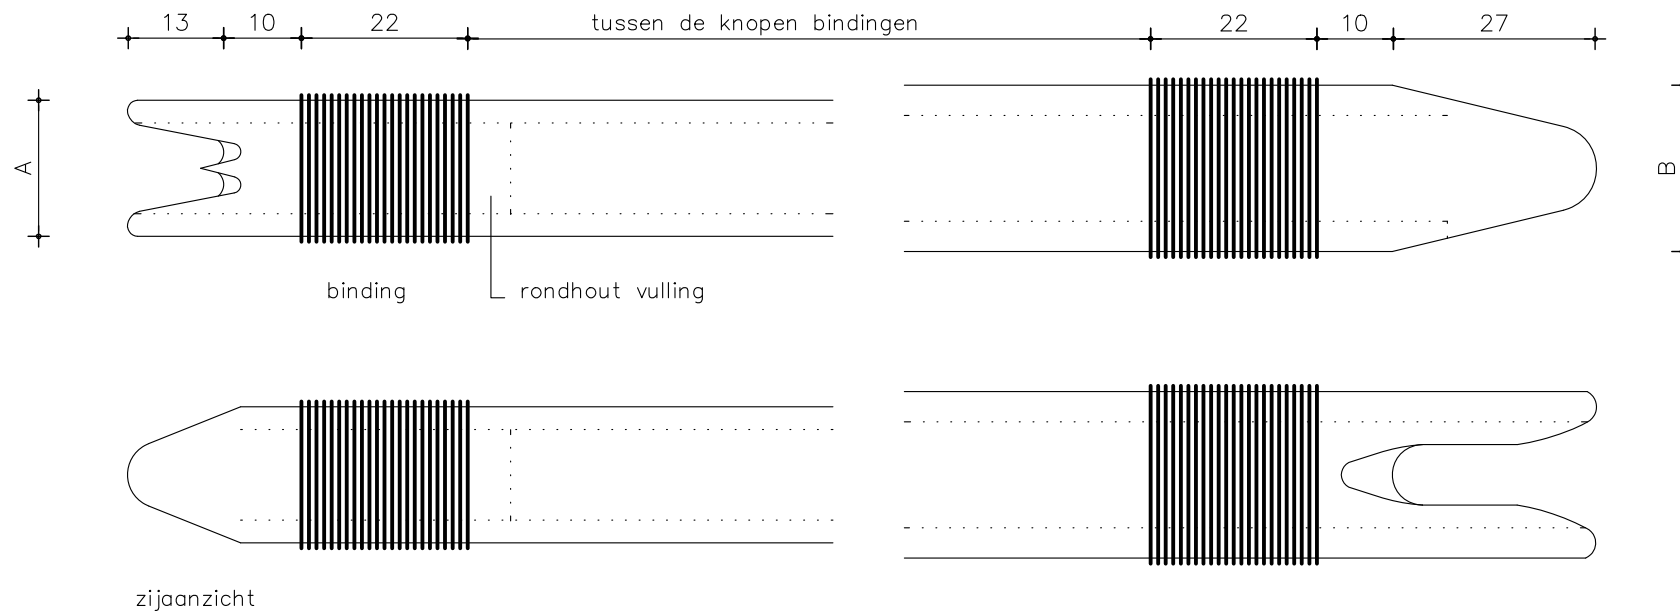 13 10 22 tussen de knopen bindingen 22 10 27
A
B
binding
rondhout vulling
zijaanzicht